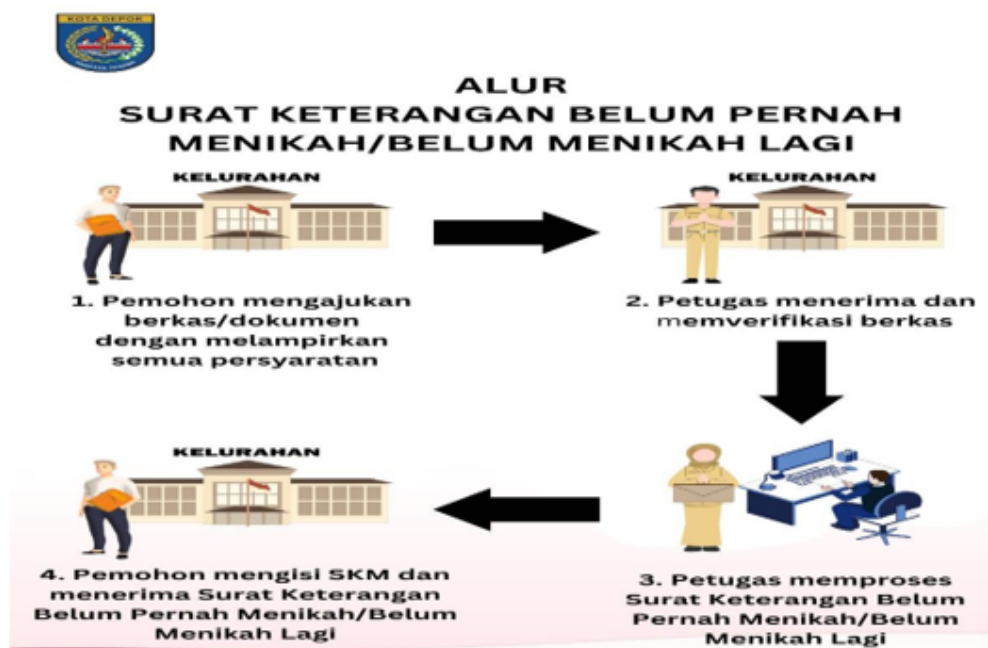 KOTA DEPOK
ALUR
SURAT KETERANGAN BELUM PERNAH
MENIKAH/BELUM MENIKAH LAGI
KELURAHAN
1. Pemohon mengajukan
berkas/dokumen
dengan melampirkan
semua persyaratan
KELURAHAN
2. Petugas menerima dan
memverifikasi berkas
3. Petugas memproses
Surat Keterangan Belum
Pernah Menikah/Belum
Menikah Lagi
KELURAHAN
4. Pemohon mengisi SKM dan
menerima Surat Keterangan
Belum Pernah Menikah/Belum
Menikah Lagi